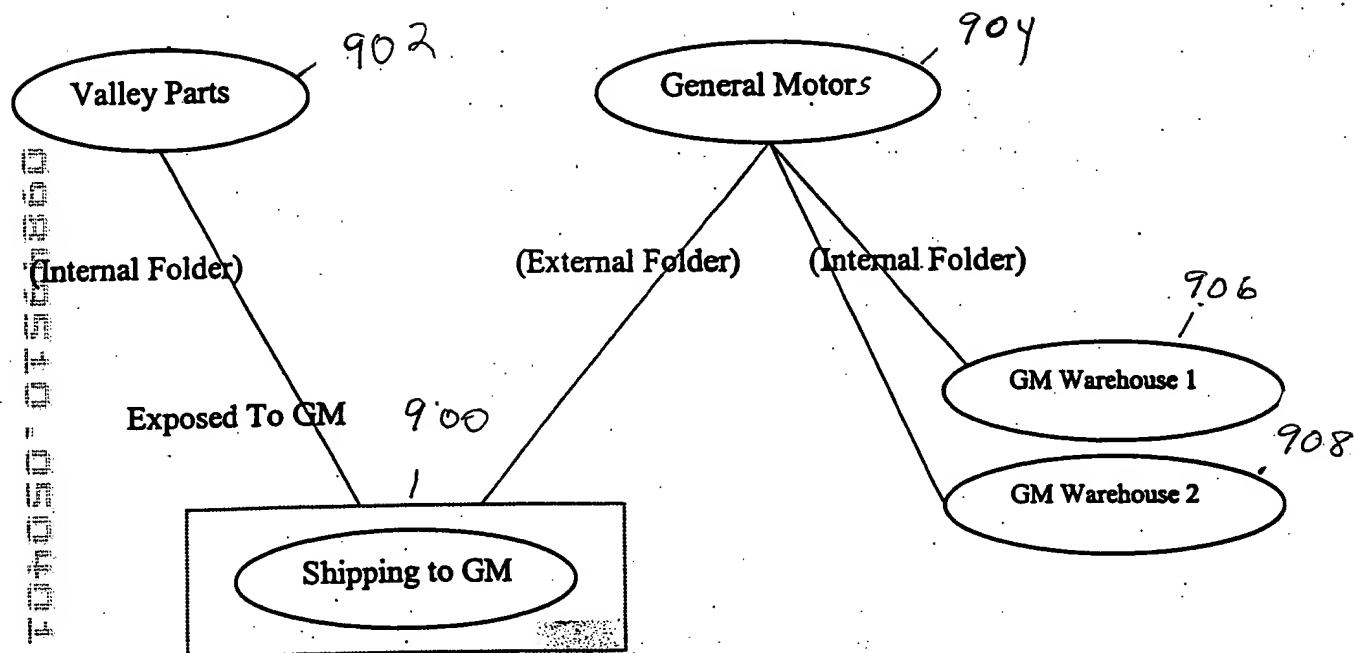 902
904
Valley Parts
General Motors
(Internal Folder)
(External Folder)
(Internal Folder)
906
GM Warehouse 1
Exposed To GM
900
908
GM Warehouse 2
Shipping to GM